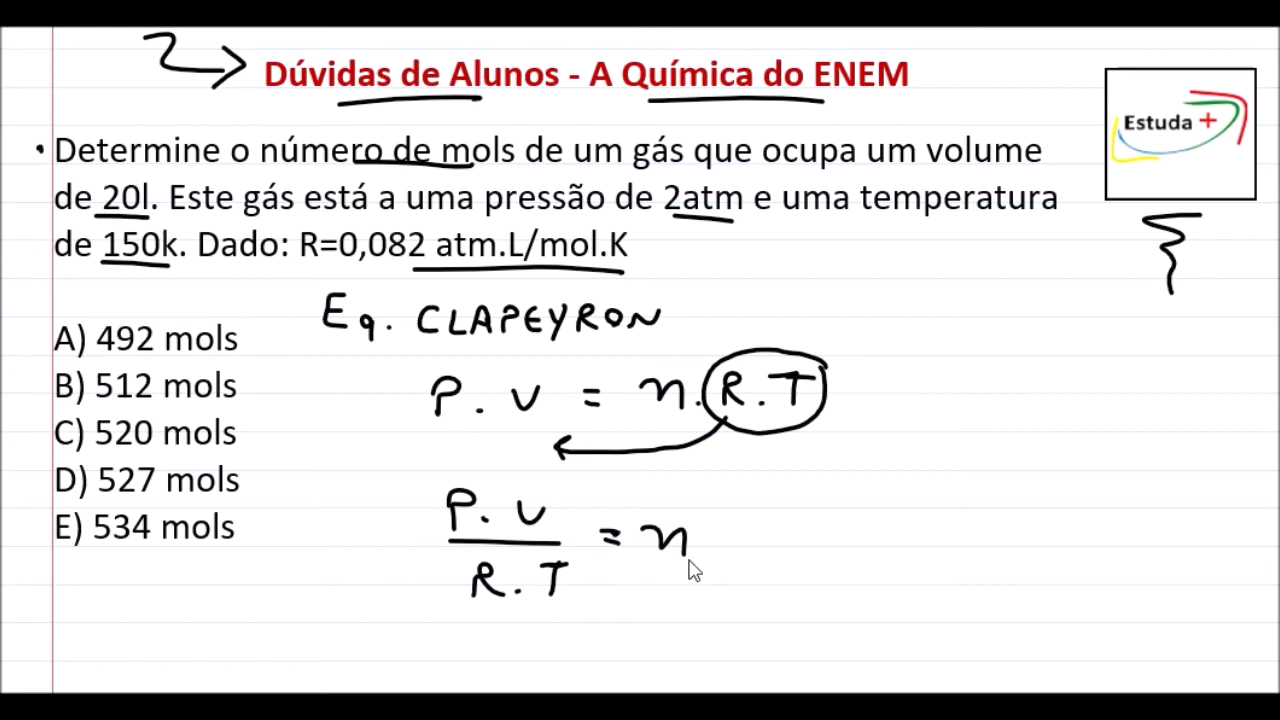 Dúvidas de Alunos - A Química do ENEM
Estuda +
Determine o número de mols de um gás que ocupa um volume
de 20l. Este gás está a uma pressão de 2atm e uma temperatura
de 150k. Dado: R=0,082 atm.L/mol.K
Eq. CLAPEYRON
A) 492 mols
B) 512 mols
C) 520 mols
D) 527 mols
E) 534 mols
P. V = n. R. T
P. V
= n
R. T